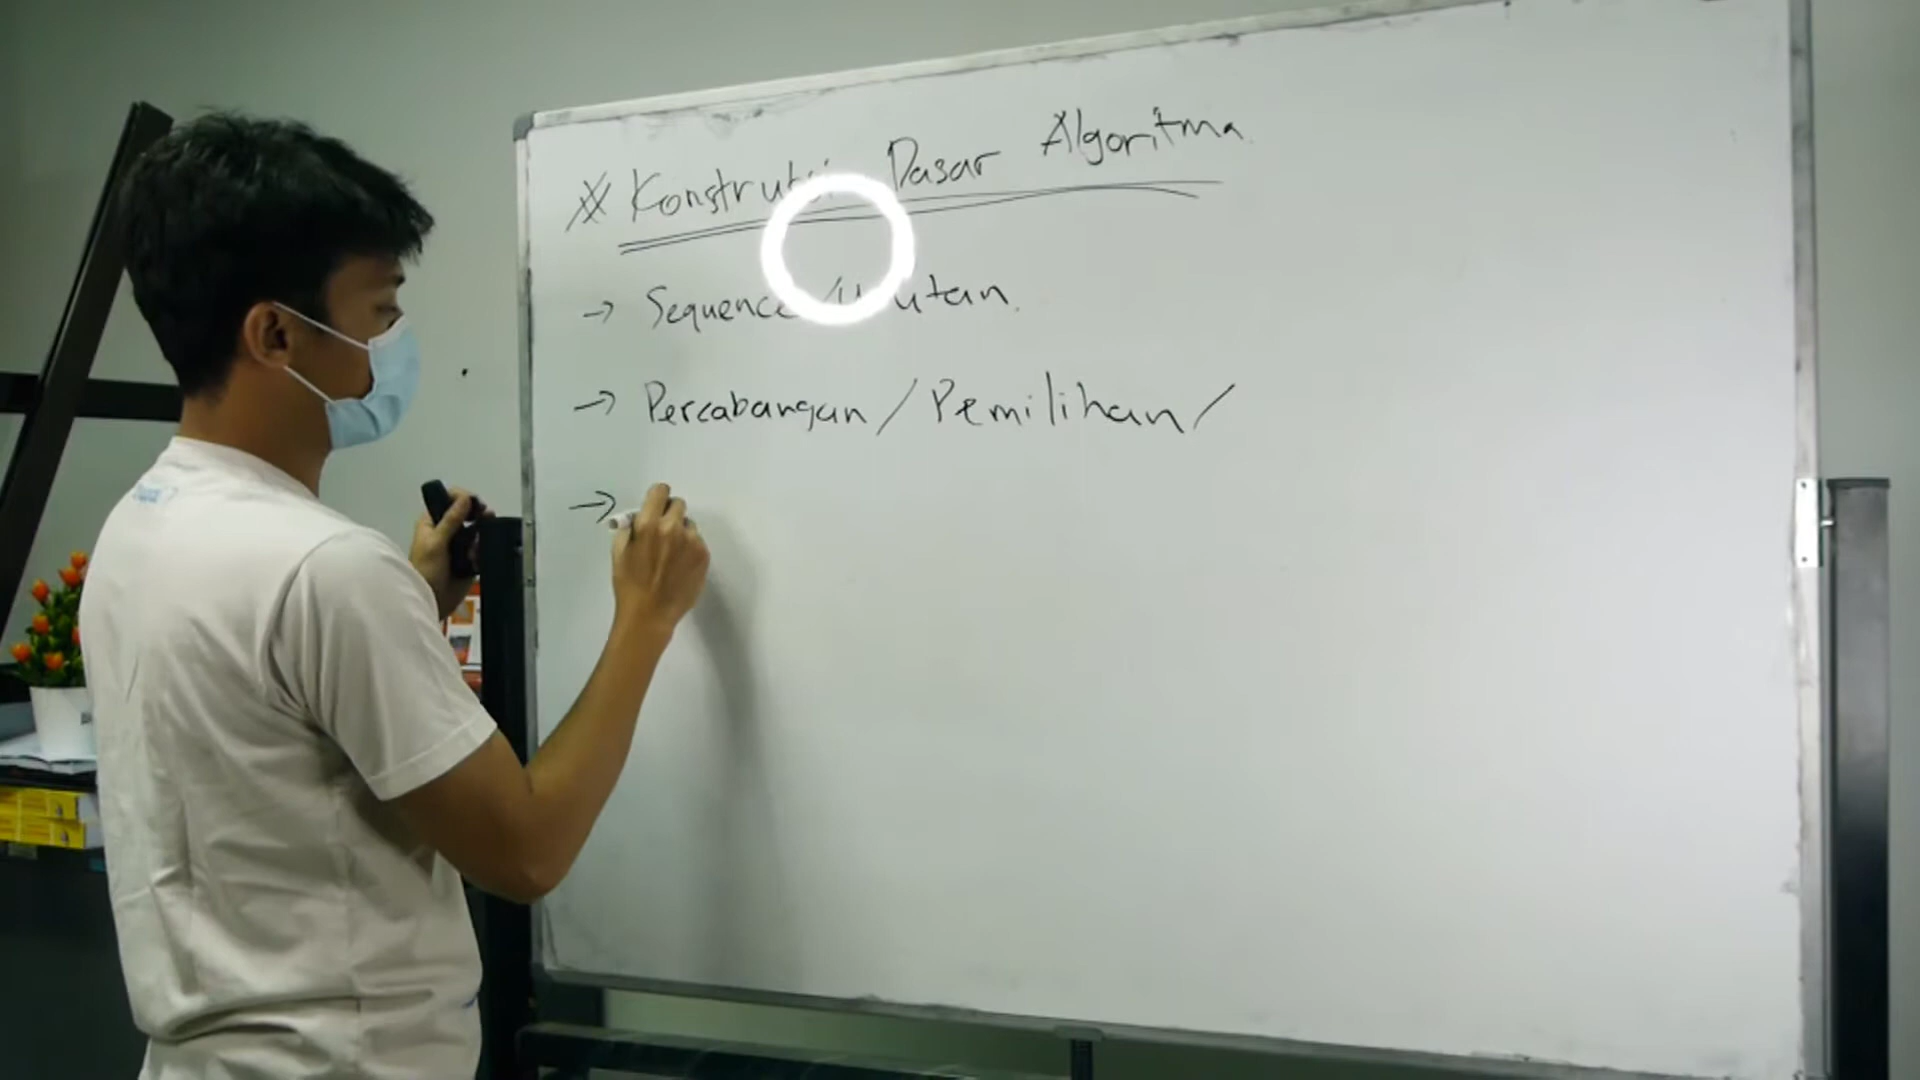 # Konstruksi Dasar Algoritma
→ Sequence / Urutan.
→ Percabangan / Pemilihan /
→